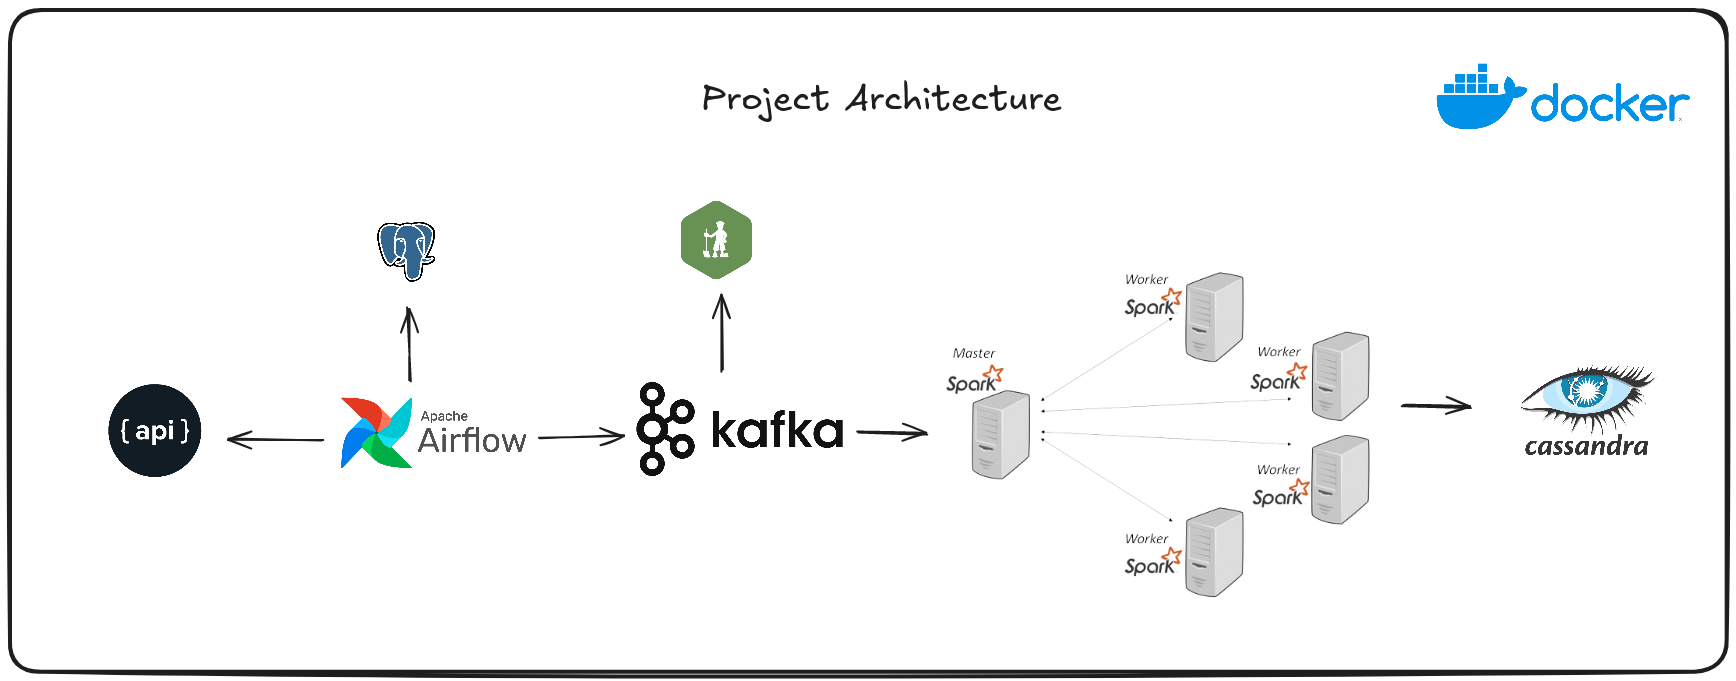 Project Architecture
docker
{ api }
Apache
Airflow
kafka
Master
Spark
Worker
Spark
Worker
Spark
Worker
Spark
Worker
Spark
cassandra